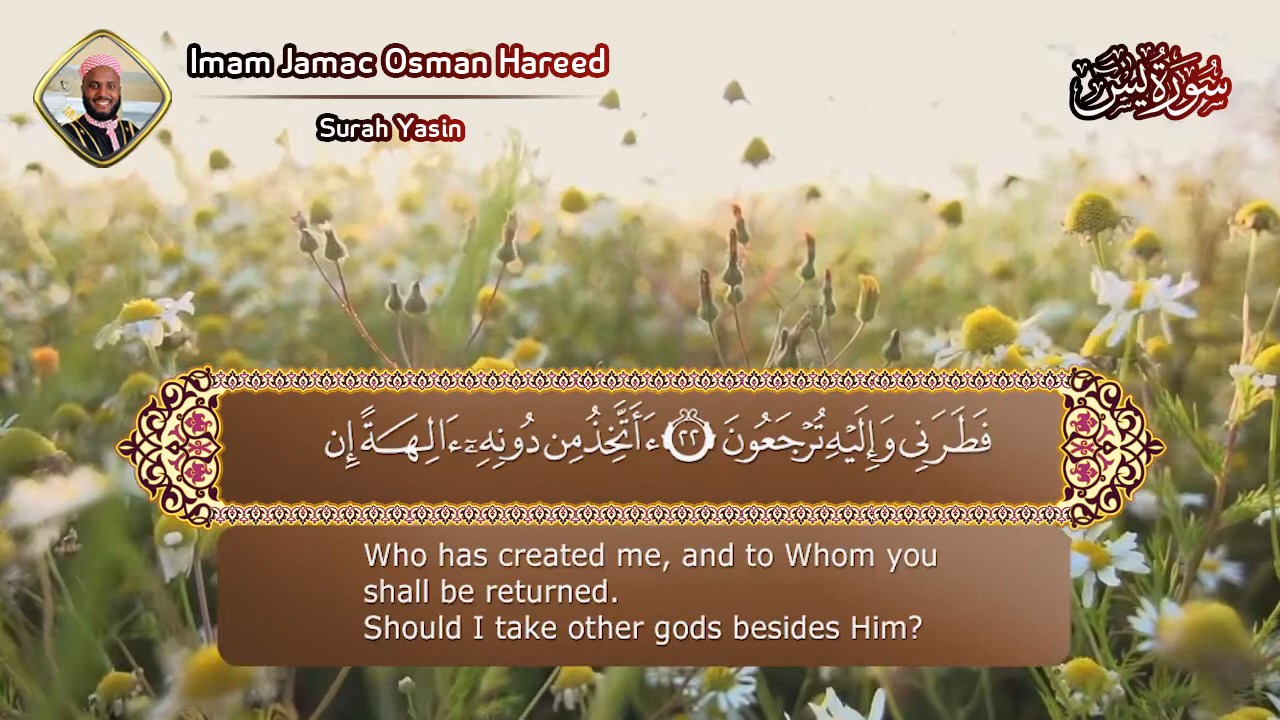 Imam Jamac Osman Hareed
Surah Yasin
سُورَةُ يسٓ
فَطَرَنِى وَإِلَيْهِ تُرْجَعُونَ ٢٢ ءَأَتَّخِذُ مِن دُونِهِۦٓ ءَالِهَةً إِن
Who has created me, and to Whom you
shall be returned.
Should I take other gods besides Him?